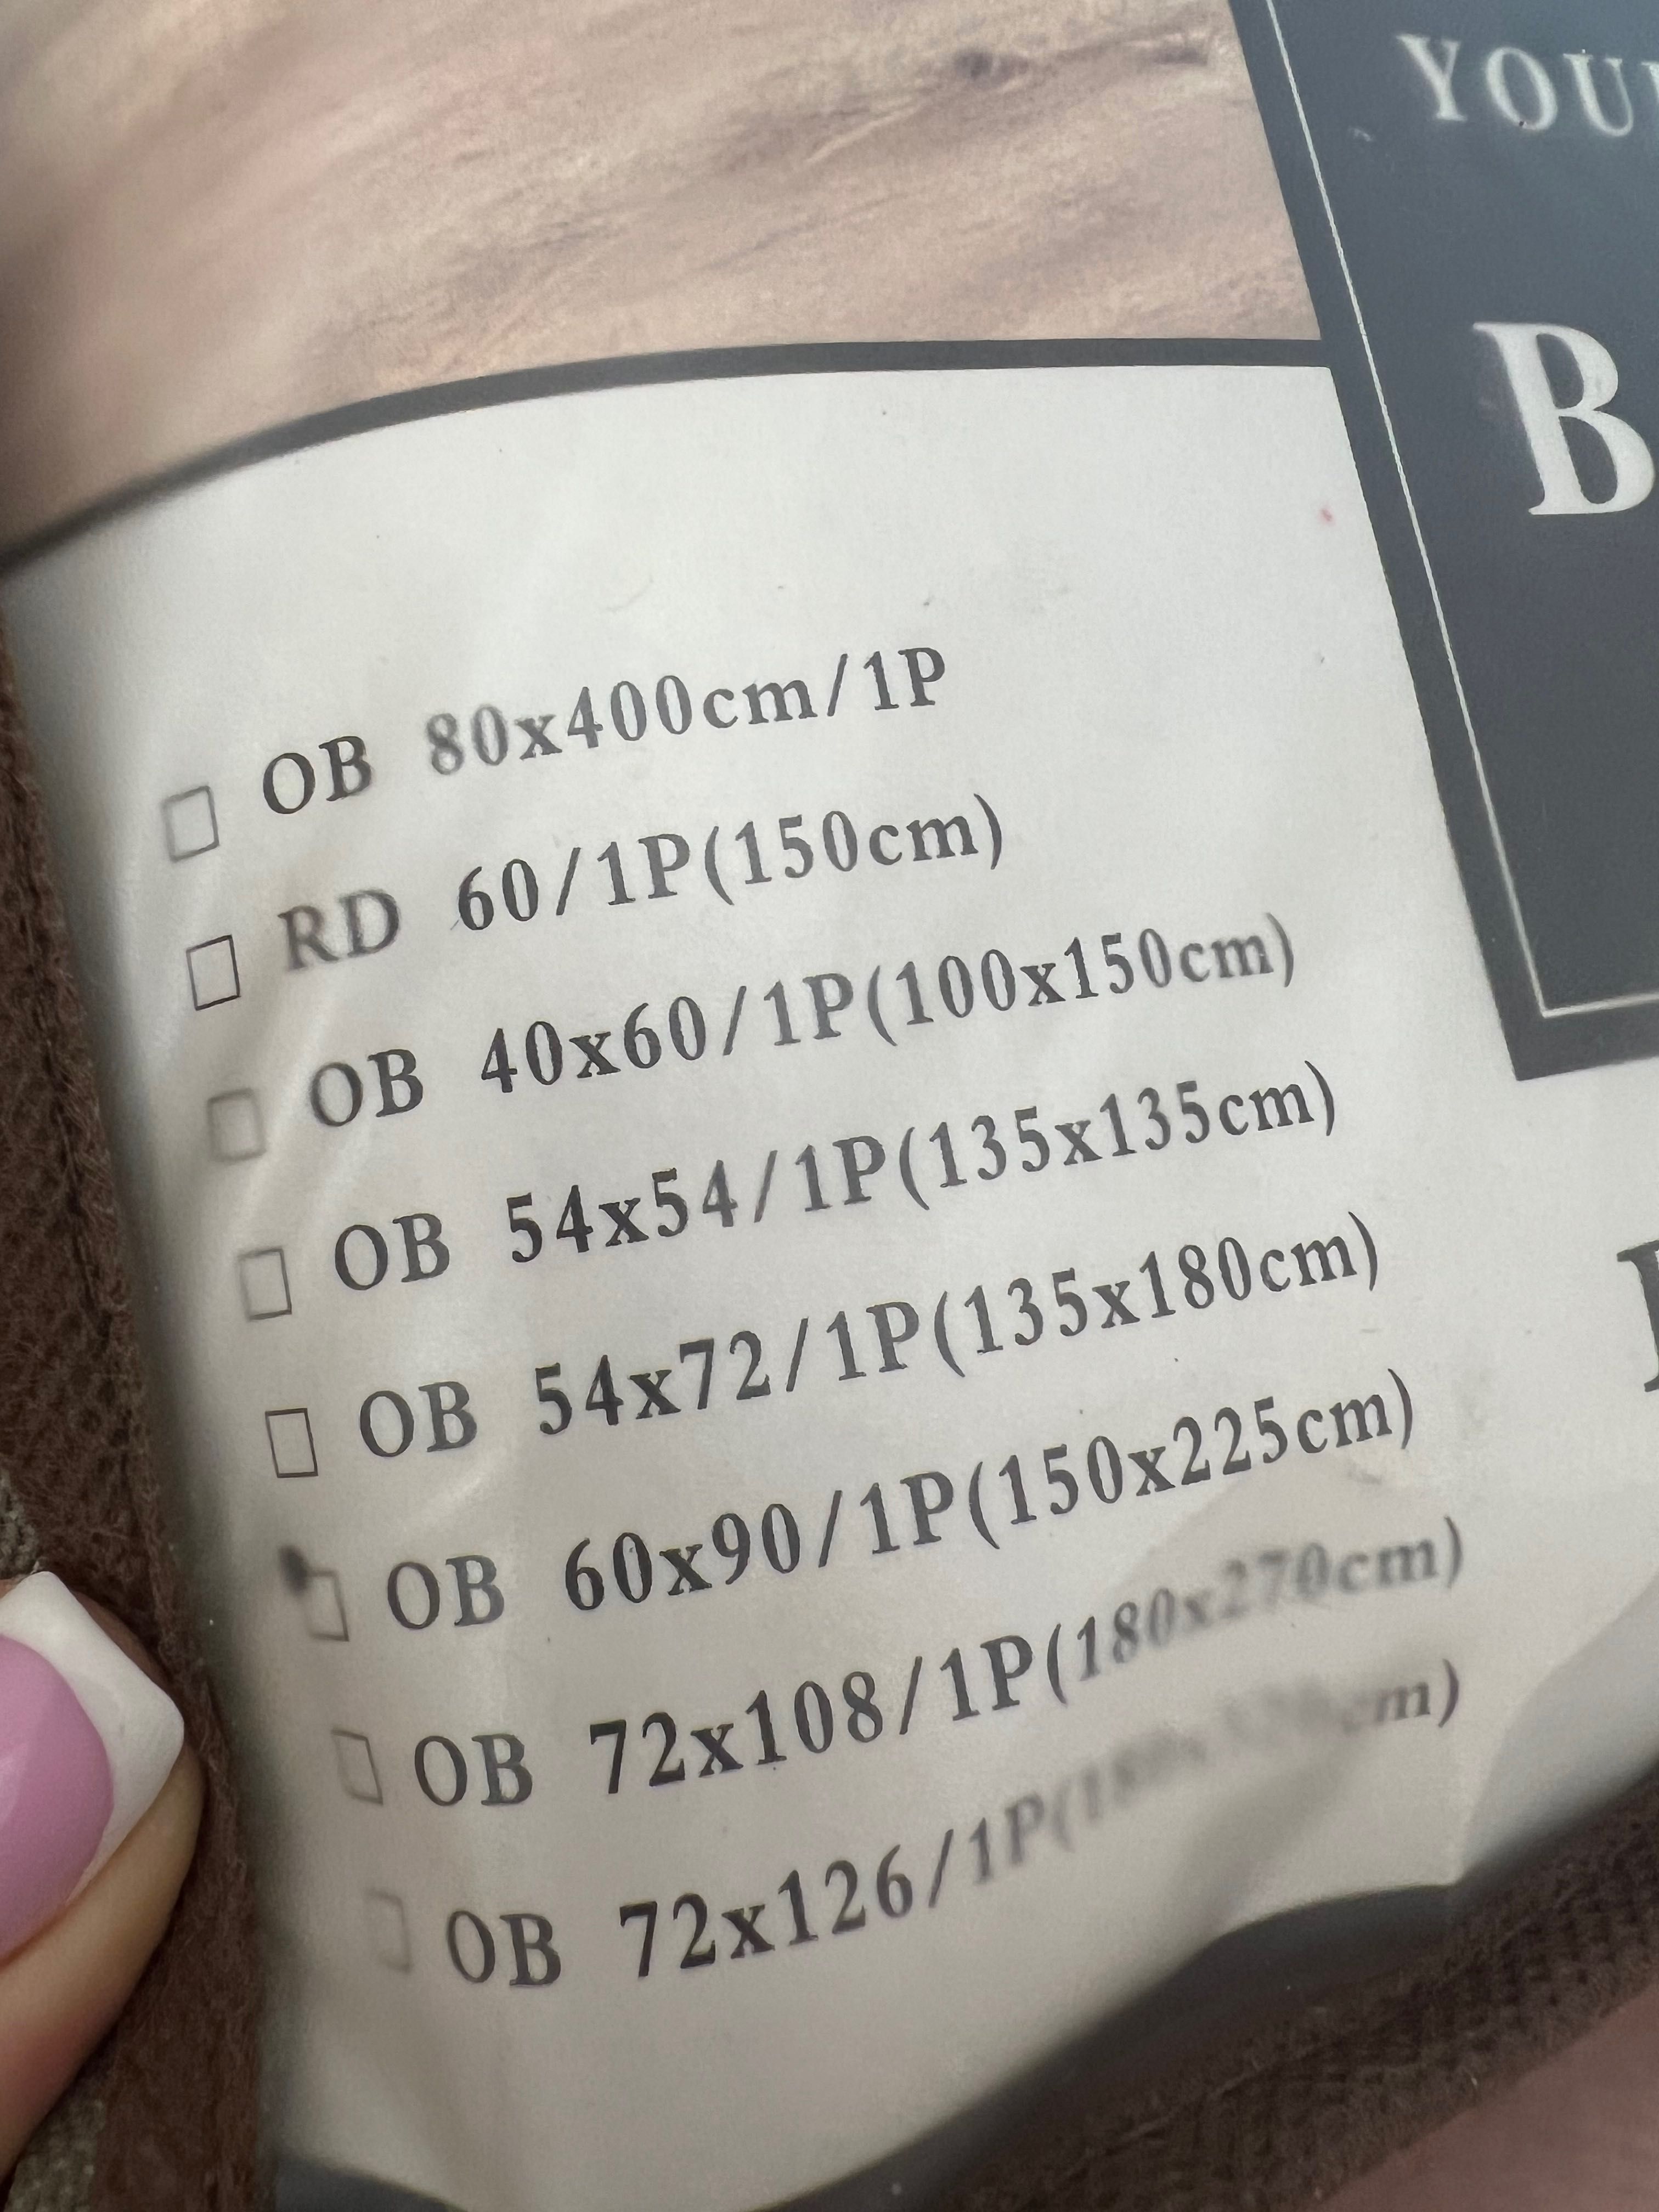 YOU
B
□ OB 80x400cm/1P
□ RD 60/1P(150cm)
□ OB 40x60/1P(100x150cm)
□ OB 54x54/1P(135x135cm)
□ OB 54x72/1P(135x180cm)
□ OB 60x90/1P(150x225cm)
□ OB 72x108/1P(180x270cm)
□ OB 72x126/1P( cm)